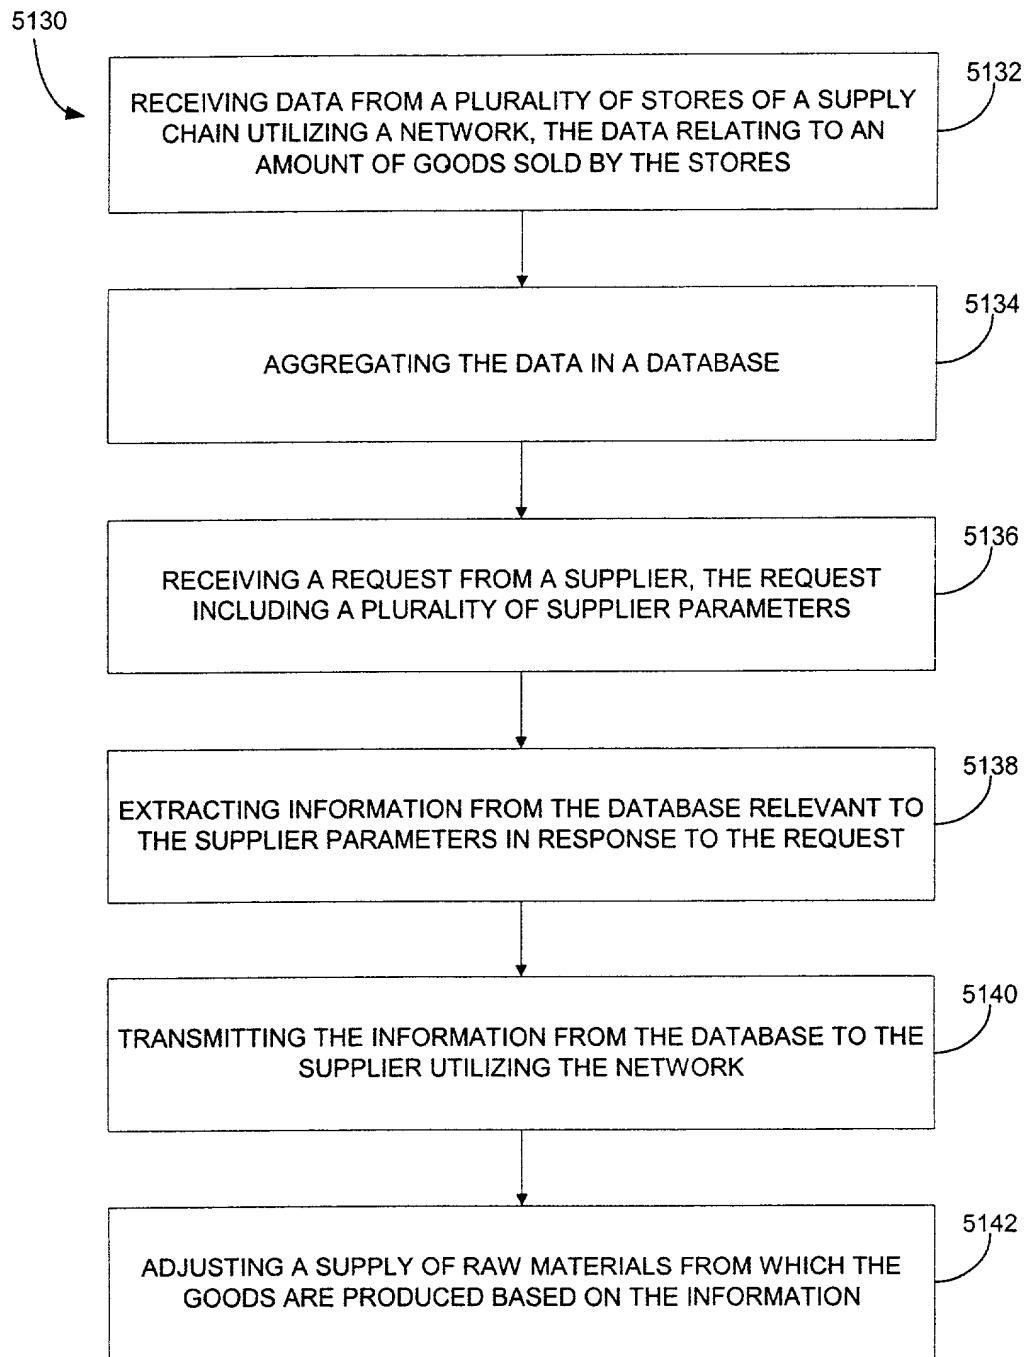 5130
5132
RECEIVING DATA FROM A PLURALITY OF STORES OF A SUPPLY
CHAIN UTILIZING A NETWORK, THE DATA RELATING TO AN
AMOUNT OF GOODS SOLD BY THE STORES
5134
AGGREGATING THE DATA IN A DATABASE
5136
RECEIVING A REQUEST FROM A SUPPLIER, THE REQUEST
INCLUDING A PLURALITY OF SUPPLIER PARAMETERS
5138
EXTRACTING INFORMATION FROM THE DATABASE RELEVANT TO
THE SUPPLIER PARAMETERS IN RESPONSE TO THE REQUEST
5140
TRANSMITTING THE INFORMATION FROM THE DATABASE TO THE
SUPPLIER UTILIZING THE NETWORK
5142
ADJUSTING A SUPPLY OF RAW MATERIALS FROM WHICH THE
GOODS ARE PRODUCED BASED ON THE INFORMATION